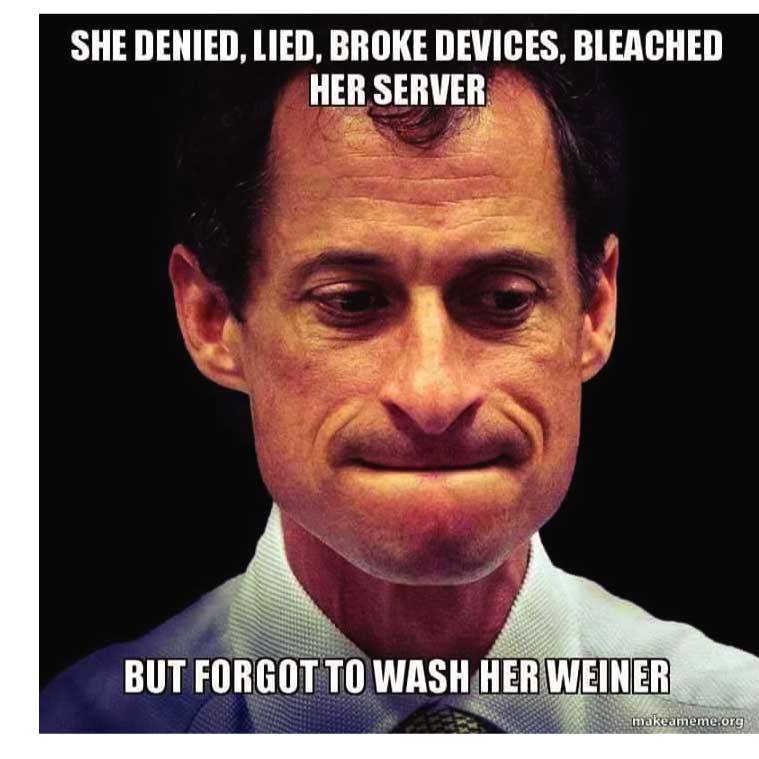 SHE DENIED, LIED, BROKE DEVICES, BLEACHED
HER SERVER
BUT FORGOT TO WASH HER WEINER
makeameme.org